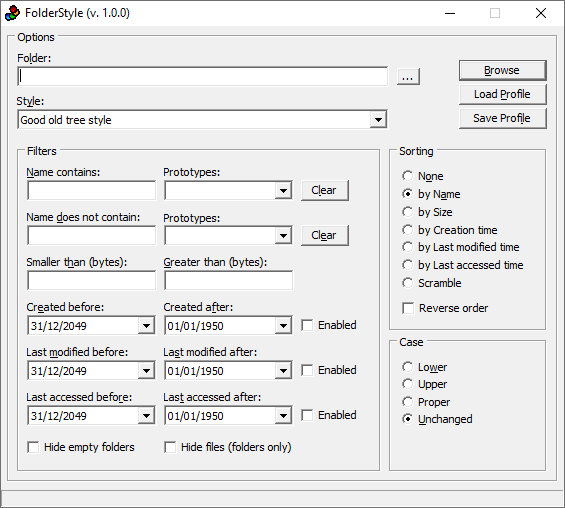 FolderStyle (v. 1.0.0)
Options
Folder:
...
Browse
Load Profile
Save Profile
Style:
Good old tree style
Filters
Name contains: Prototypes:
Clear
Name does not contain: Prototypes:
Clear
Smaller than (bytes): Greater than (bytes):
Created before: Created after:
31/12/2049 01/01/1950 Enabled
Last modified before: Last modified after:
31/12/2049 01/01/1950 Enabled
Last accessed before: Last accessed after:
31/12/2049 01/01/1950 Enabled
Hide empty folders Hide files (folders only)
Sorting
None
by Name
by Size
by Creation time
by Last modified time
by Last accessed time
Scramble
Reverse order
Case
Lower
Upper
Proper
Unchanged